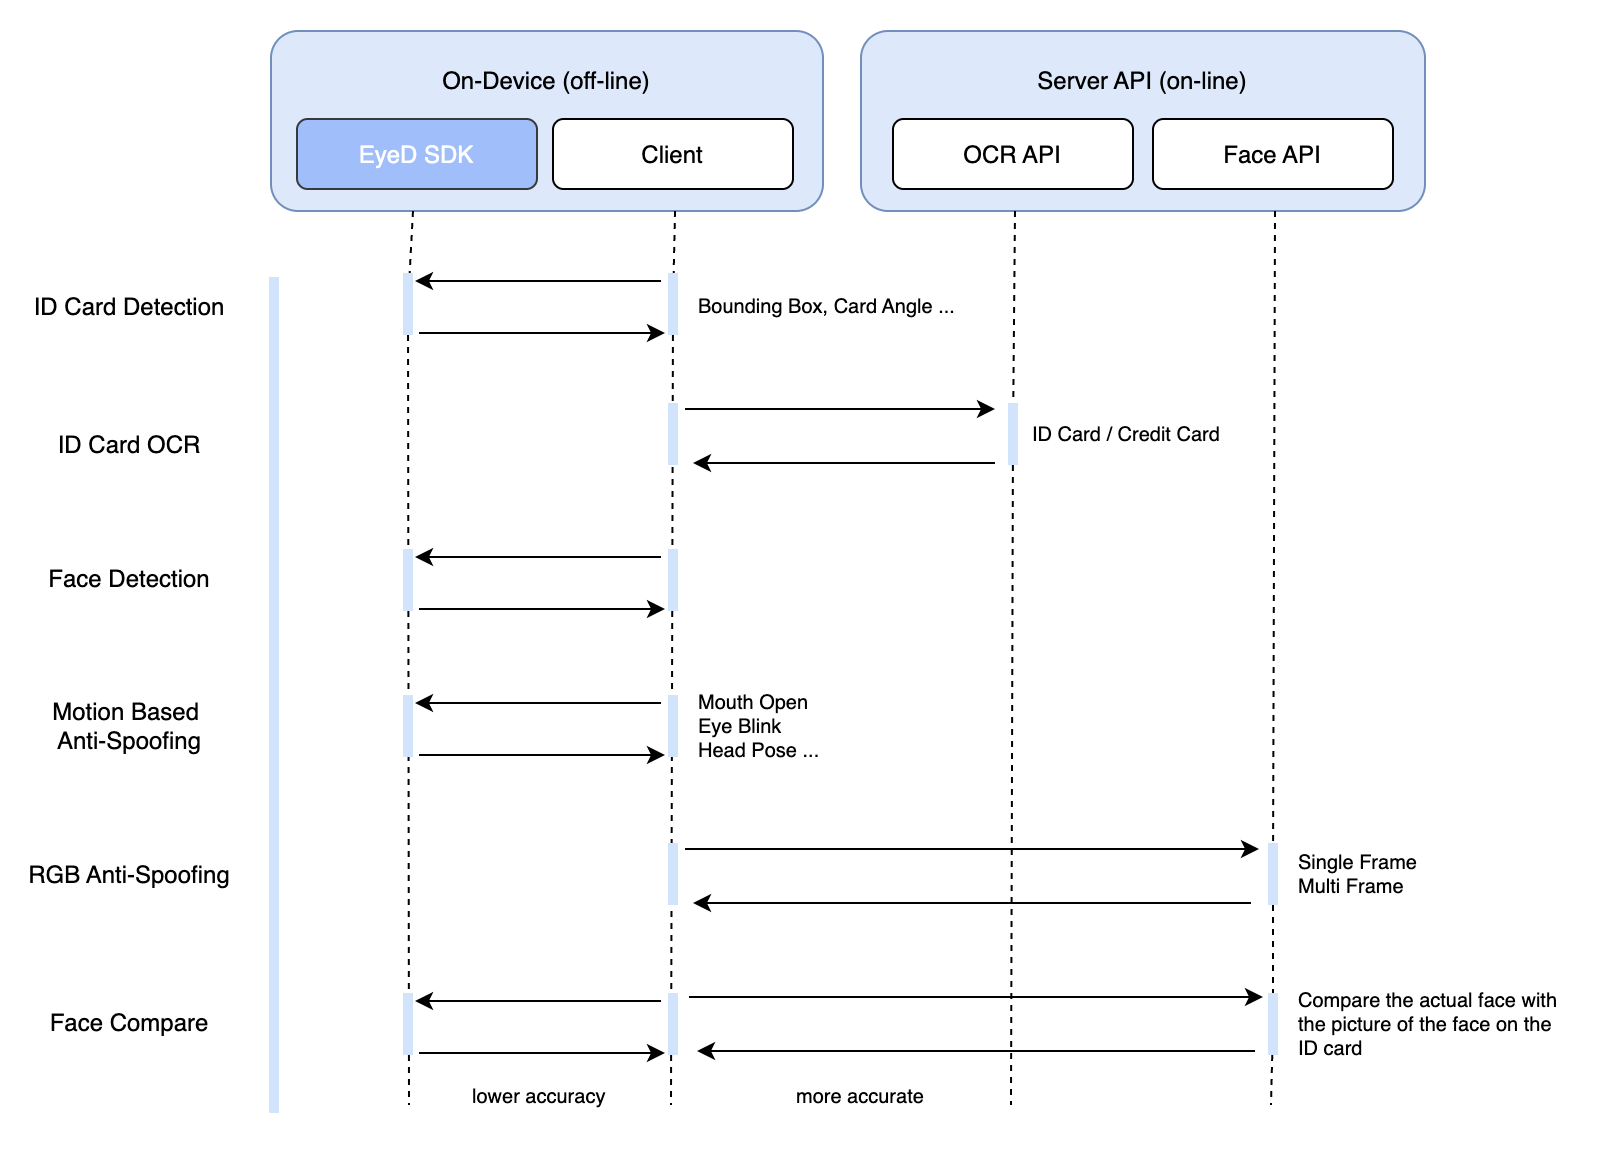 On-Device (off-line)
Server API (on-line)
EyeD SDK
Client
OCR API
Face API
ID Card Detection
Bounding Box, Card Angle ...
ID Card OCR
ID Card / Credit Card
Face Detection
Motion Based
Anti-Spoofing
Mouth Open
Eye Blink
Head Pose ...
RGB Anti-Spoofing
Single Frame
Multi Frame
Face Compare
Compare the actual face with
the picture of the face on the
ID card
lower accuracy
more accurate